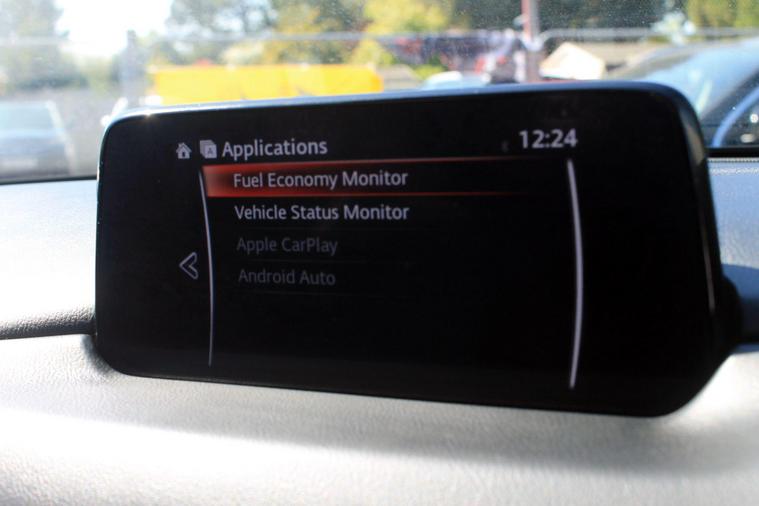 Applications
12:24
Fuel Economy Monitor
Vehicle Status Monitor
Apple CarPlay
Android Auto